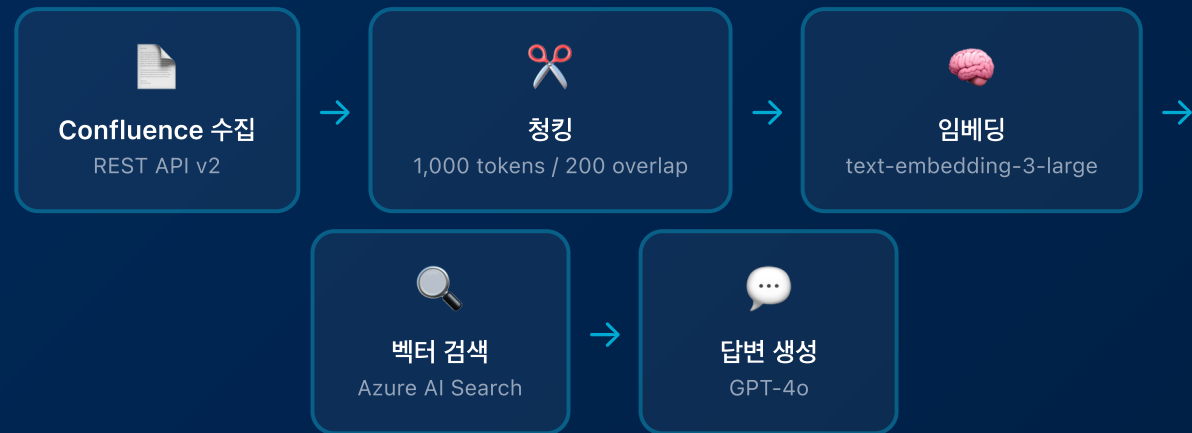 Confluence 수집
REST API v2
청킹
1,000 tokens / 200 overlap
임베딩
text-embedding-3-large
벡터 검색
Azure AI Search
답변 생성
GPT-4o